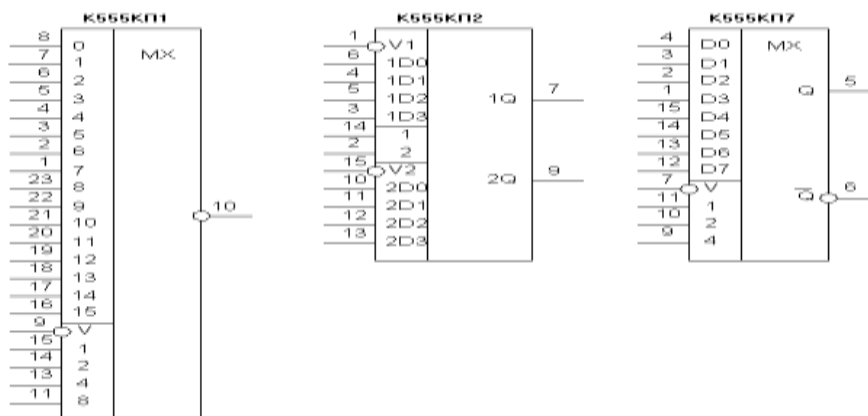 К555КП1
8 0 MX
7 1
6 2
5 3
4 4
3 5
2 6
1 7
23 8
22 9
21 10 10
20 11
19 12
18 13
17 14
16 15
9 V
15 1
14 2
13 4
11 8
К555КП2
1 V1
6 1D0
4 1D1
5 1D2 1Q 7
3 1D3
14 1
2 2
15 V2
10 2D0 2Q 9
11 2D1
12 2D2
13 2D3
К555КП7
4 D0 MX
3 D1
2 D2 Q 5
1 D3
15 D4
14 D5
13 D6
12 D7
7 V Q 6
11 1
10 2
9 4